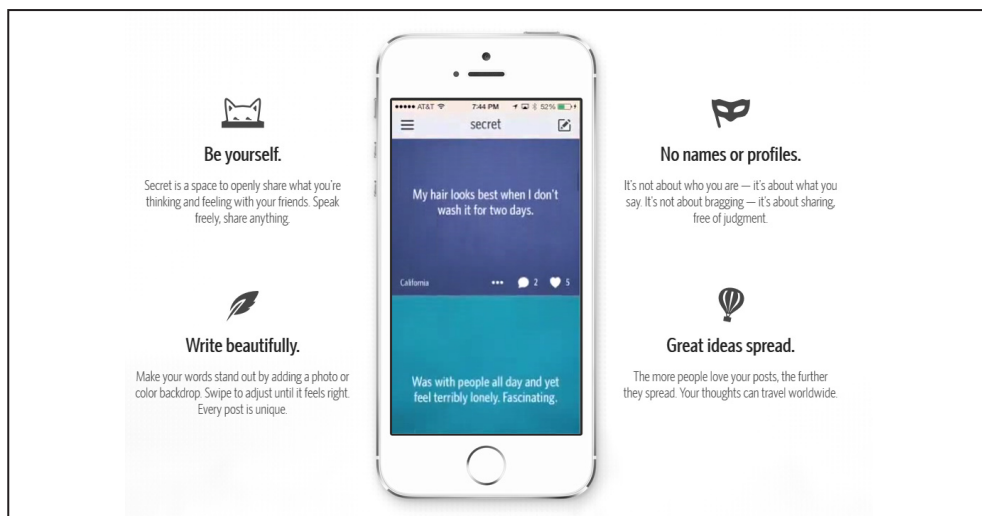 Be yourself.
Secret is a space to openly share what you're
thinking and feeling with your friends. Speak
freely, share anything.
Write beautifully.
Make your words stand out by adding a photo or
color backdrop. Swipe to adjust until it feels right.
Every post is unique.
AT&T 7:44 PM 52%
secret
My hair looks best when I don't
wash it for two days.
California 2 5
Was with people all day and yet
feel terribly lonely. Fascinating.
No names or profiles.
It's not about who you are — it's about what you
say. It's not about bragging — it's about sharing,
free of judgment.
Great ideas spread.
The more people love your posts, the further
they spread. Your thoughts can travel worldwide.